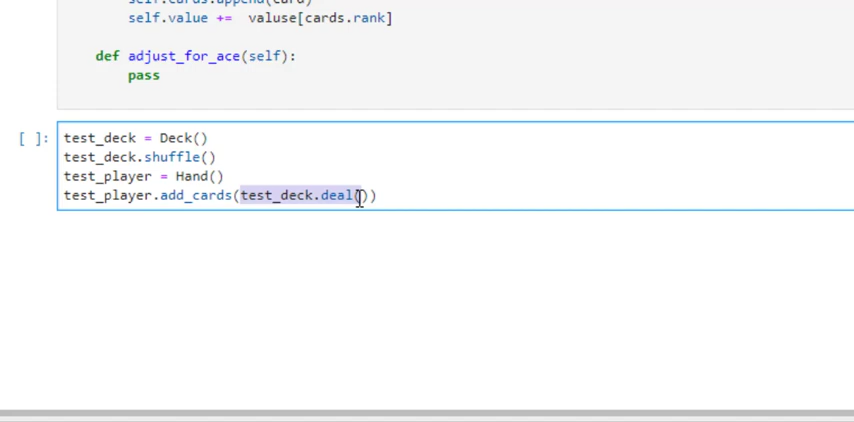 self.cards.append(card)
self.value += valuse[cards.rank]
def adjust_for_ace(self):
pass
[ ]:
test_deck = Deck()
test_deck.shuffle()
test_player = Hand()
test_player.add_cards(test_deck.deal())